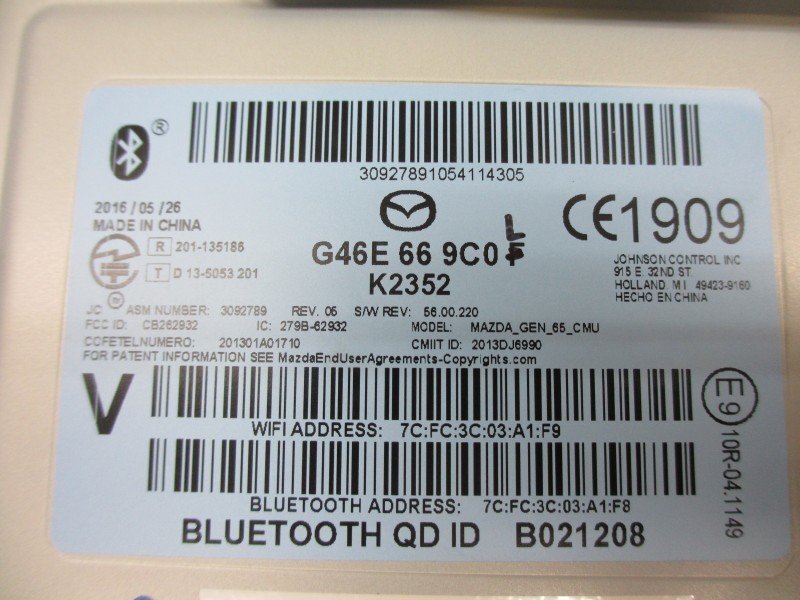 ®
30927891054114305
2016/05/26
MADE IN CHINA
CE1909
R 201-135186
T D 13-5053 201
G46E 66 9C0
L
K2352
JOHNSON CONTROL INC
915 E. 32ND ST.
HOLLAND, M I 49423-9160
HECHO EN CHINA
JC ® ASM NUMBER: 3092789 REV. 05 S/W REV: 56.00.220
FCC ID: CB262932 IC: 279B-62932 MODEL: MAZDA_GEN_65_CMU
COFETELNUMERO: 201301A01710 CMIIT ID: 2013DJ6990
FOR PATENT INFORMATION SEE MazdaEndUserAgreements-Copyrights.com
V
WIFI ADDRESS: 7C:FC:3C:03:A1:F9
E9
10R-04.1149
BLUETOOTH ADDRESS: 7C:FC:3C:03:A1:F8
BLUETOOTH QD ID B021208